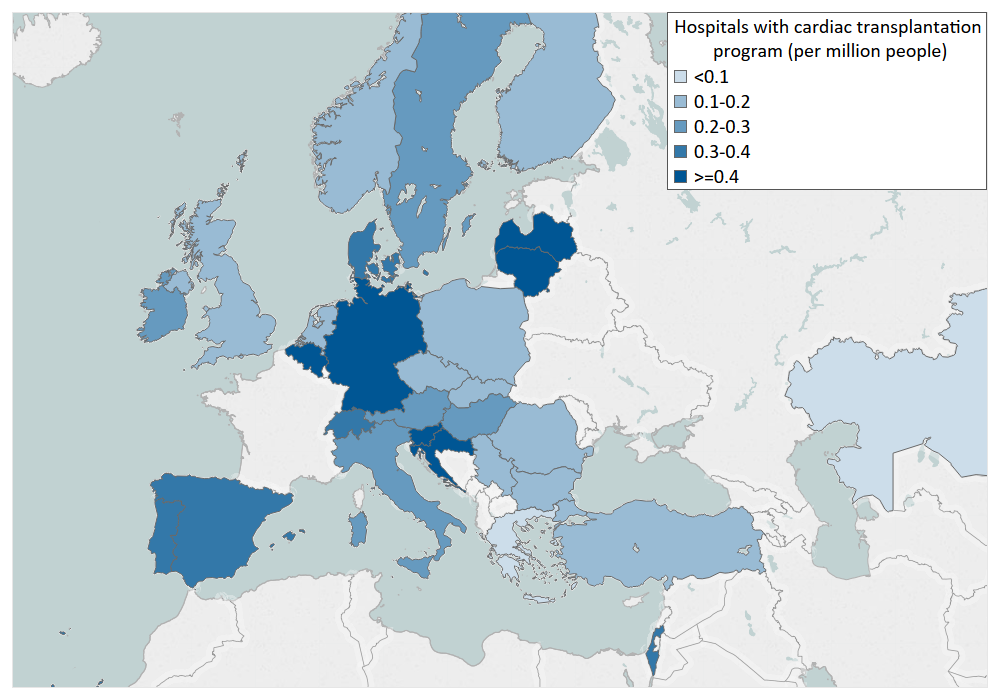 Hospitals with cardiac transplantation
program (per million people)
<0.1
0.1-0.2
0.2-0.3
0.3-0.4
>=0.4